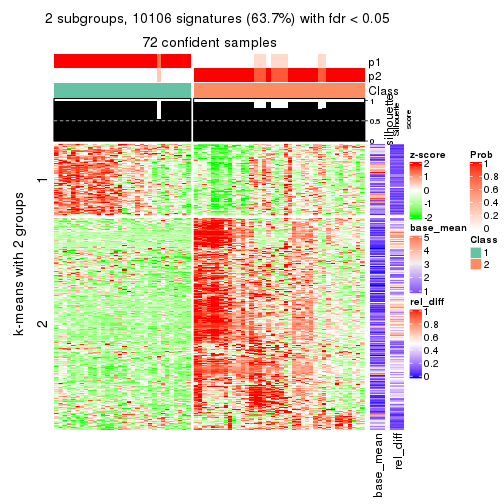 2 subgroups, 10106 signatures (63.7%) with fdr < 0.05
72 confident samples
p1
p2
Class
silhouette
Silhouette
score
1
0.5
0
k-means with 2 groups
1
2
base_mean
rel_diff
z-score
2
1
0
-1
-2
base_mean
5
4
3
2
1
rel_diff
1
0.8
0.6
0.4
0.2
0
Prob
1
0.8
0.6
0.4
0.2
0
Class
1
2